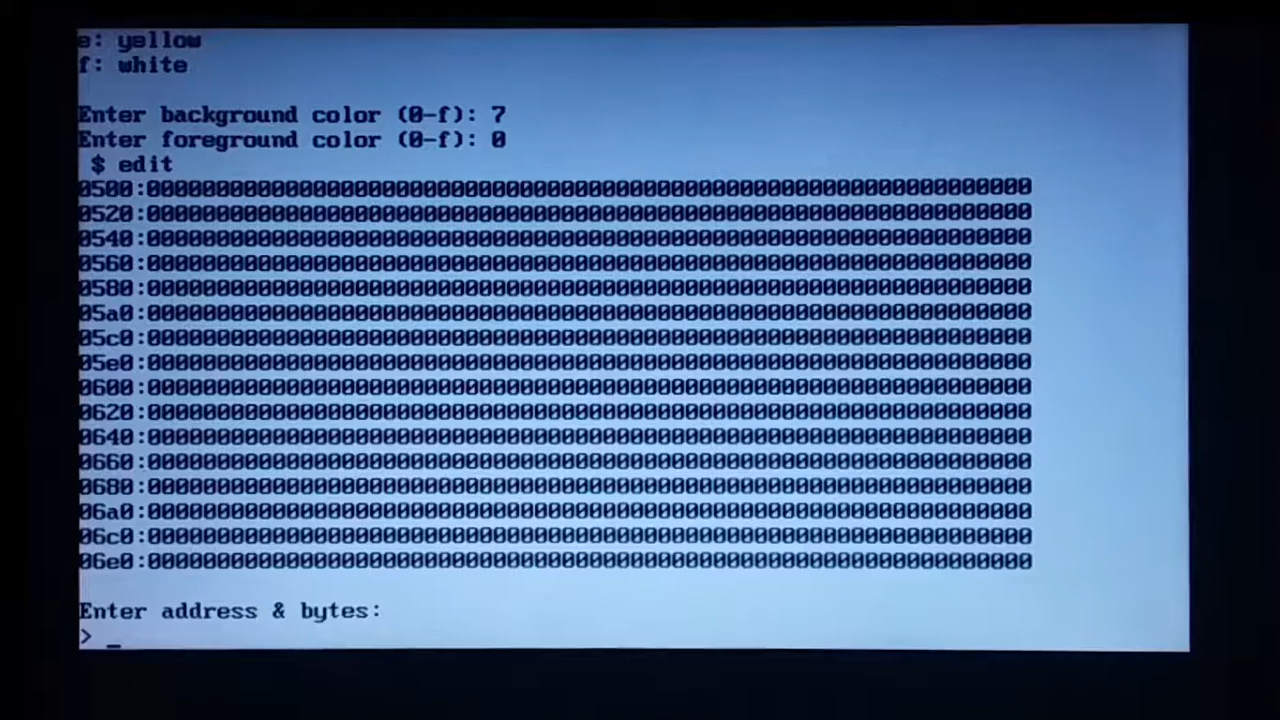 e: yellow
f: white
Enter background color (0-f): 7
Enter foreground color (0-f): 0
$ edit
0500:0000000000000000000000000000000000000000000000000000000000000000
0520:0000000000000000000000000000000000000000000000000000000000000000
0540:0000000000000000000000000000000000000000000000000000000000000000
0560:0000000000000000000000000000000000000000000000000000000000000000
0580:0000000000000000000000000000000000000000000000000000000000000000
05a0:0000000000000000000000000000000000000000000000000000000000000000
05c0:0000000000000000000000000000000000000000000000000000000000000000
05e0:0000000000000000000000000000000000000000000000000000000000000000
0600:0000000000000000000000000000000000000000000000000000000000000000
0620:0000000000000000000000000000000000000000000000000000000000000000
0640:0000000000000000000000000000000000000000000000000000000000000000
0660:0000000000000000000000000000000000000000000000000000000000000000
0680:0000000000000000000000000000000000000000000000000000000000000000
06a0:0000000000000000000000000000000000000000000000000000000000000000
06c0:0000000000000000000000000000000000000000000000000000000000000000
06e0:0000000000000000000000000000000000000000000000000000000000000000
Enter address & bytes:
> _